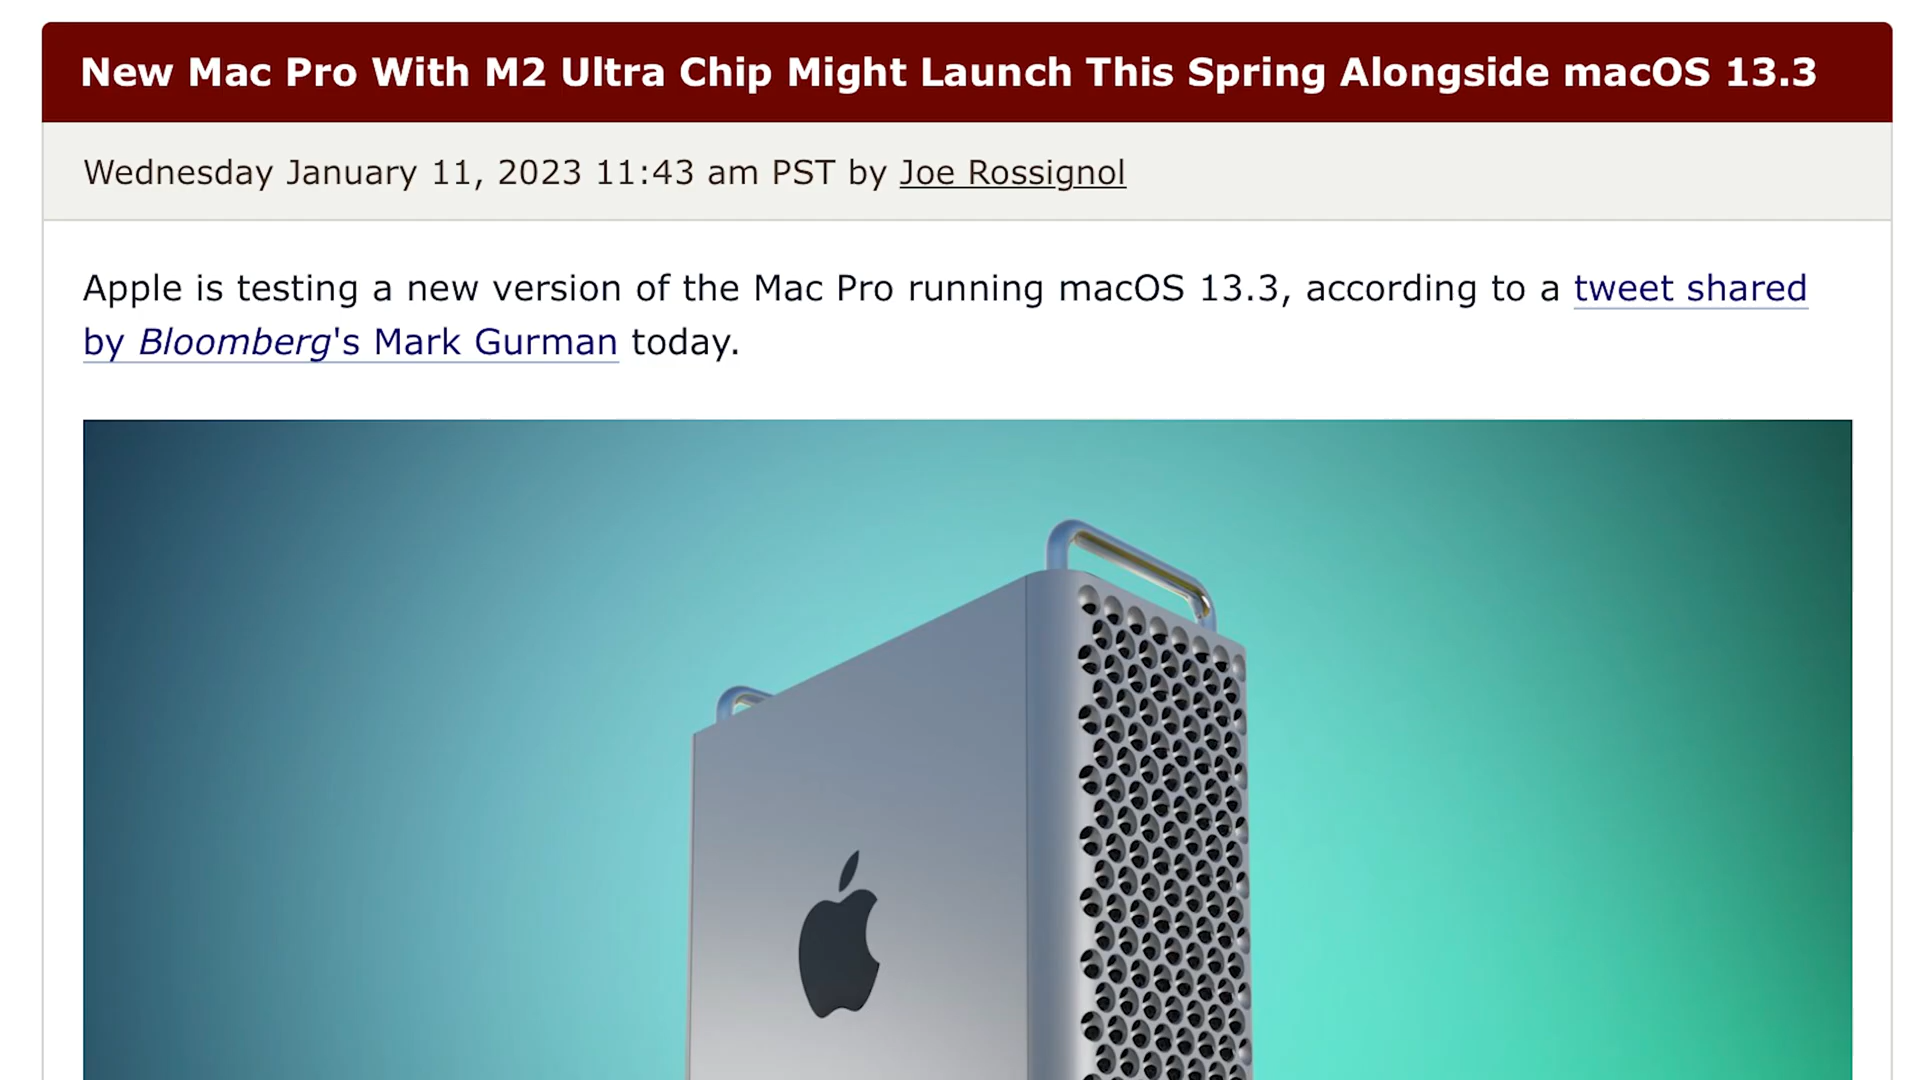 New Mac Pro With M2 Ultra Chip Might Launch This Spring Alongside macOS 13.3
Wednesday January 11, 2023 11:43 am PST by Joe Rossignol
Apple is testing a new version of the Mac Pro running macOS 13.3, according to a tweet shared
by Bloomberg's Mark Gurman today.